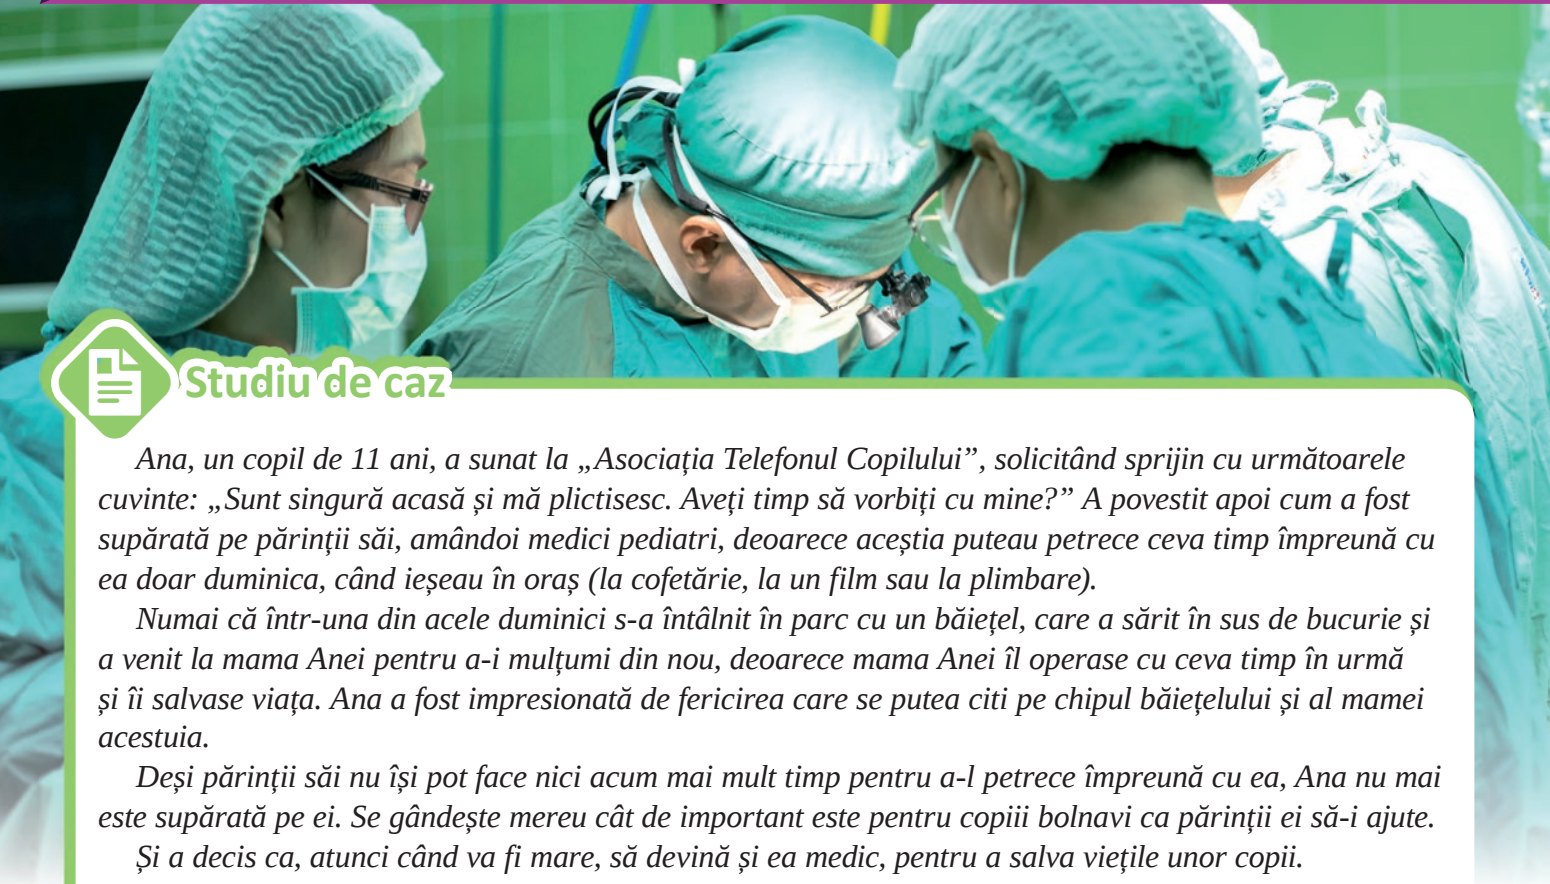 Studiu de caz
Ana, un copil de 11 ani, a sunat la „Asociația Telefonul Copilului”, solicitând sprijin cu următoarele
cuvinte: „Sunt singură acasă și mă plictisesc. Aveți timp să vorbiți cu mine?” A povestit apoi cum a fost
supărată pe părinții săi, amândoi medici pediatri, deoarece aceștia puteau petrece ceva timp împreună cu
ea doar duminica, când ieșeau în oraș (la cofetărie, la un film sau la plimbare).
Numai că într-una din acele duminici s-a întâlnit în parc cu un băiețel, care a sărit în sus de bucurie și
a venit la mama Anei pentru a-i mulțumi din nou, deoarece mama Anei îl operase cu ceva timp în urmă
și îi salvase viața. Ana a fost impresionată de fericirea care se putea citi pe chipul băiețelului și al mamei
acestuia.
Deși părinții săi nu își pot face nici acum mai mult timp pentru a-l petrece împreună cu ea, Ana nu mai
este supărată pe ei. Se gândește mereu cât de important este pentru copiii bolnavi ca părinții ei să-i ajute.
Și a decis ca, atunci când va fi mare, să devină și ea medic, pentru a salva viețile unor copii.